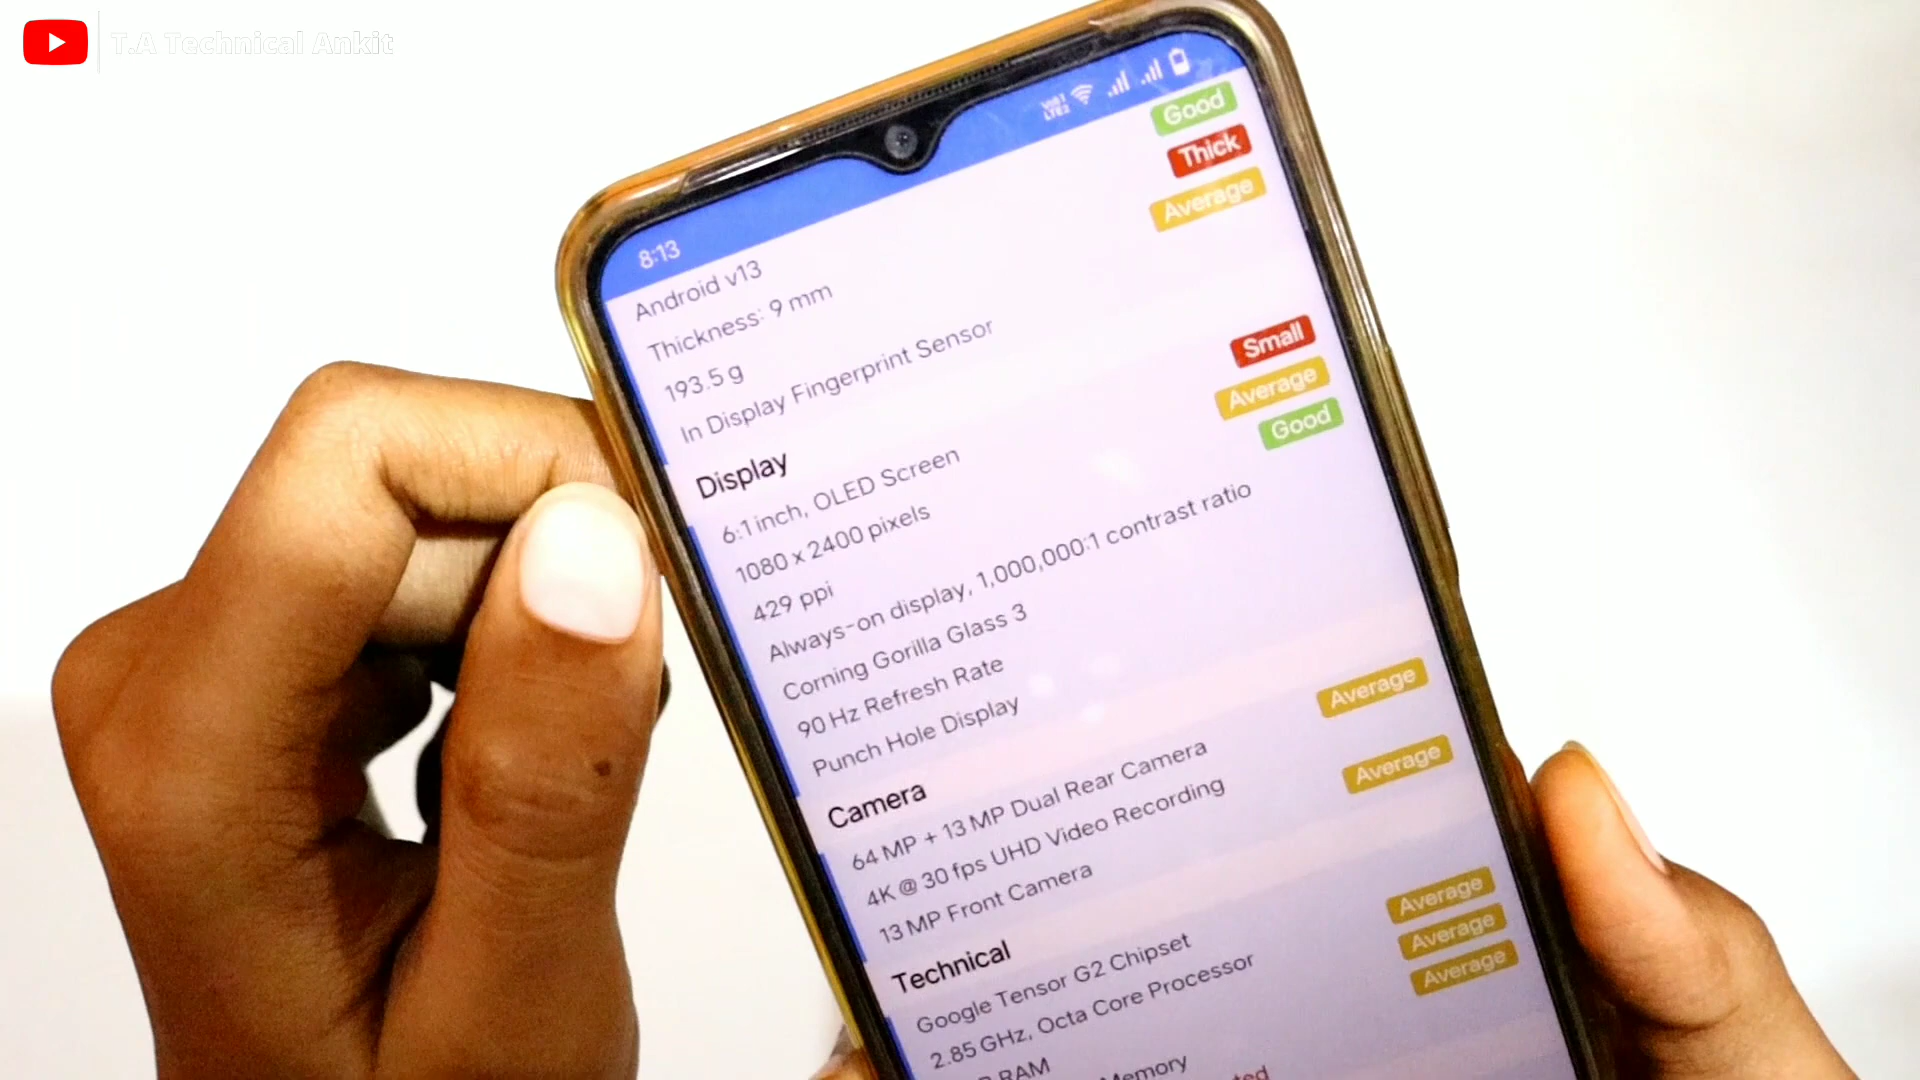 T.A Technical Ankit
8:13
Android v13
Good
Thickness: 9 mm
Thick
193.5 g
Average
In Display Fingerprint Sensor
Display
6:1 inch, OLED Screen
Small
1080 x 2400 pixels
Average
429 ppi
Good
Always-on display, 1,000,000:1 contrast ratio
Corning Gorilla Glass 3
90 Hz Refresh Rate
Punch Hole Display
Camera
64 MP + 13 MP Dual Rear Camera
Average
4K @ 30 fps UHD Video Recording
13 MP Front Camera
Average
Technical
Google Tensor G2 Chipset
Average
2.85 GHz, Octa Core Processor
Average
RAM
Average